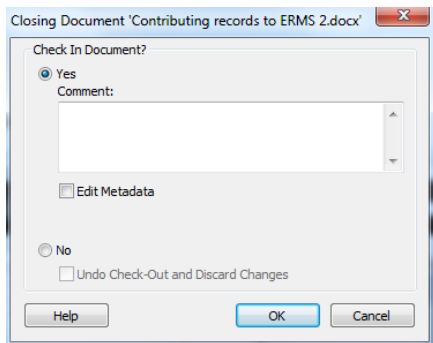 Closing Document 'Contributing records to ERMS 2.docx'
Check In Document?
Yes
Comment:
Edit Metadata
No
Undo Check-Out and Discard Changes
Help OK Cancel